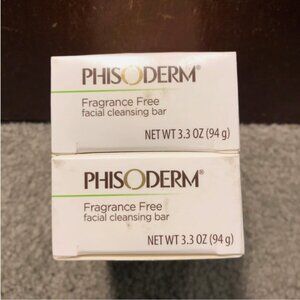 PHISODERM®
Fragrance Free
facial cleansing bar
NET WT 3.3 OZ (94 g)
PHISODERM®
Fragrance Free
facial cleansing bar
NET WT 3.3 OZ (94 g)